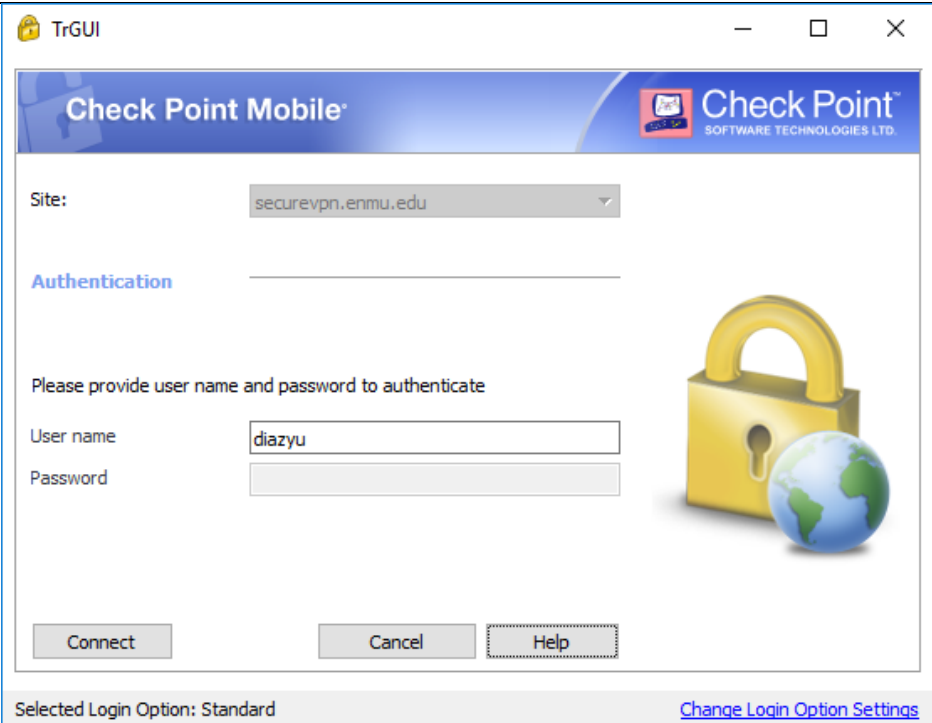 TrGUI
Check Point Mobile
Check Point™
SOFTWARE TECHNOLOGIES LTD.
Site:
securevpn.enmu.edu
Authentication
Please provide user name and password to authenticate
User name
diazyu
Password
Connect
Cancel
Help
Selected Login Option: Standard
Change Login Option Settings